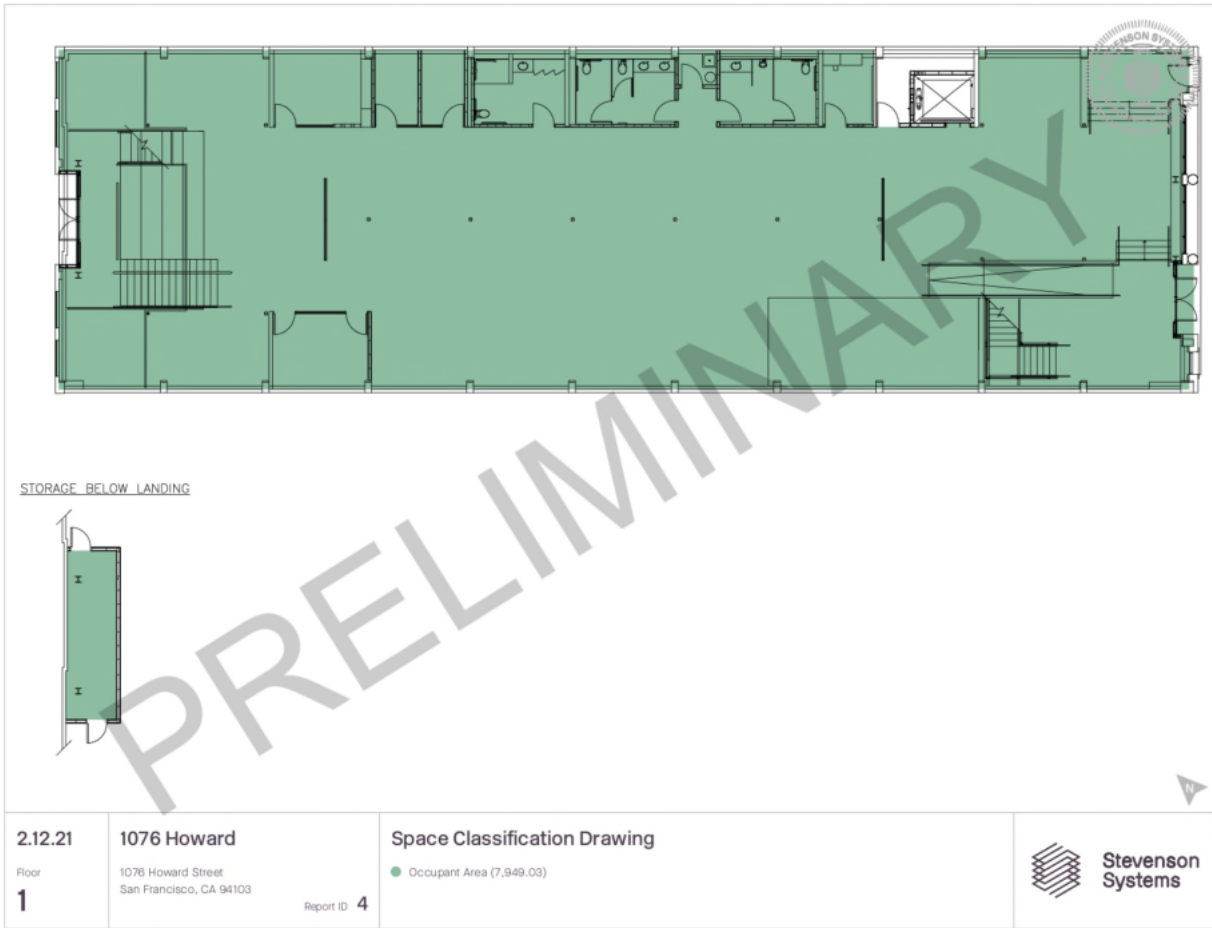 STORAGE BELOW LANDING
PRELIMINARY
N
2.12.21
Floor
1
1076 Howard
1076 Howard Street
San Francisco, CA 94103
Report ID 4
Space Classification Drawing
Occupant Area (7,949.03)
Stevenson
Systems